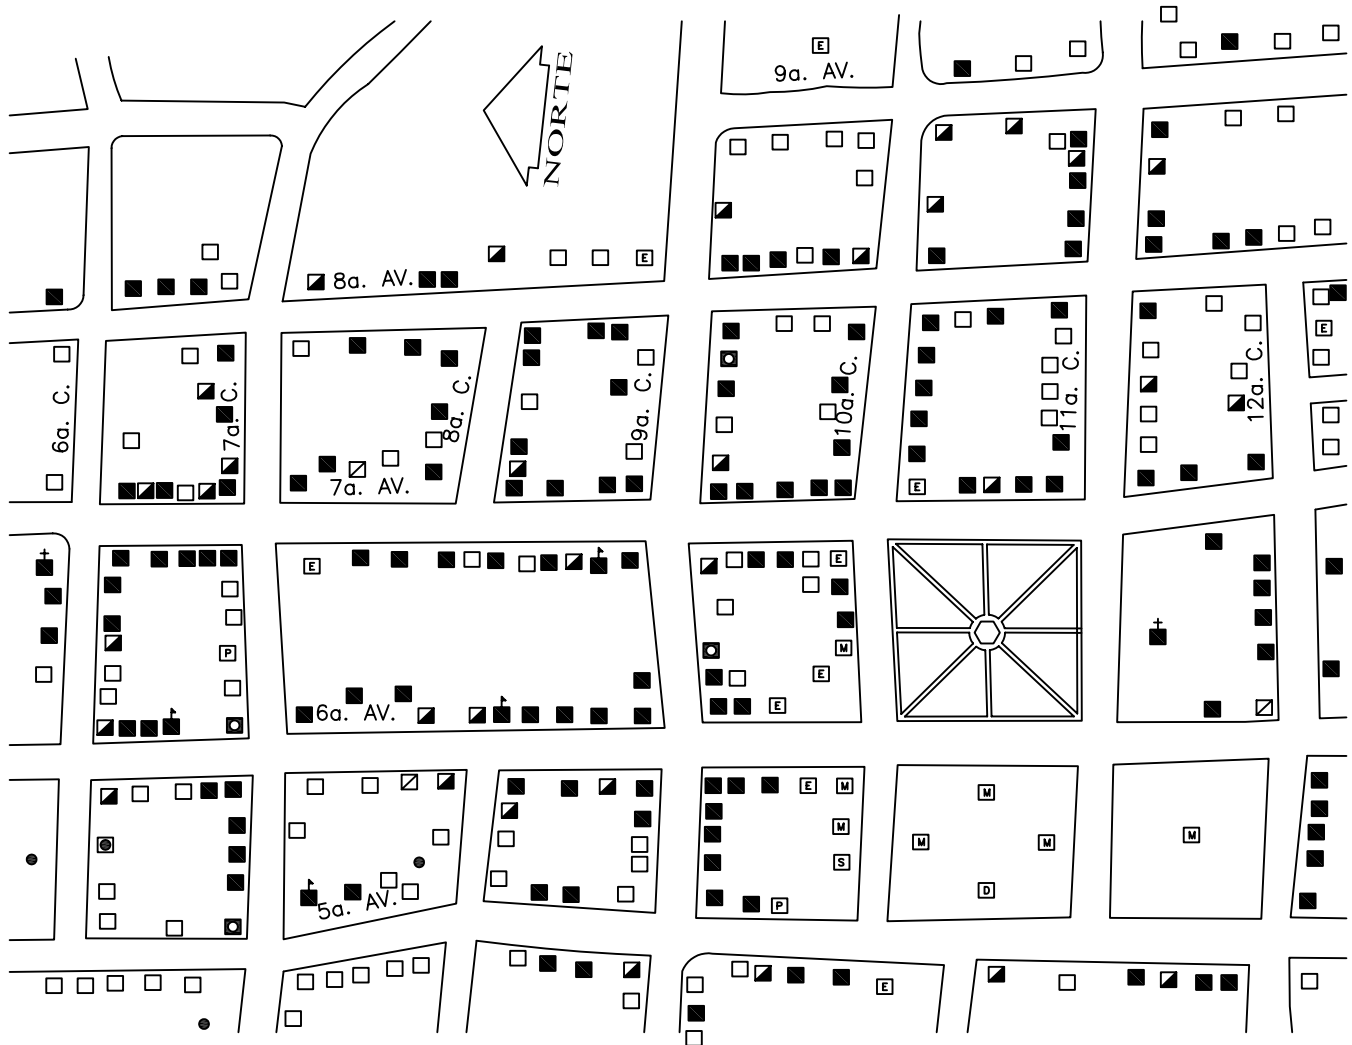 E
9a. AV.
NORTE
8a. AV.
E
E
6a. C.
7a. C.
8a. C.
9a. C.
10a. C.
11a. C.
12a. C.
7a. AV.
E
E
E
P
M
E
E
6a. AV.
E
M
M
M
S
M
M
M
D
P
5a. AV.
E